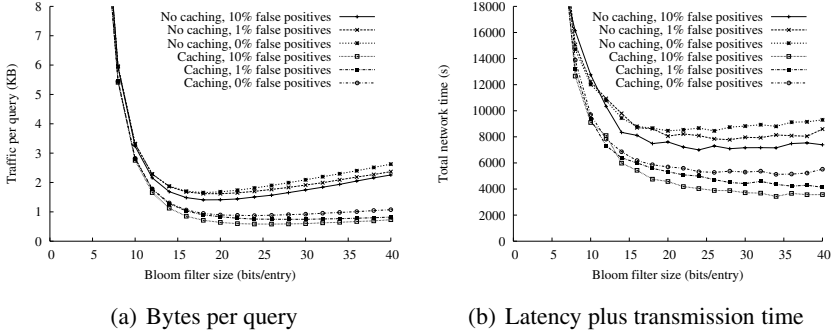 8
7
6
5
4
3
2
1
0
0 5 10 15 20 25 30 35 40
Traffic per query (KB)
Bloom filter size (bits/entry)
No caching, 10% false positives
No caching, 1% false positives
No caching, 0% false positives
Caching, 10% false positives
Caching, 1% false positives
Caching, 0% false positives
(a) Bytes per query
18000
16000
14000
12000
10000
8000
6000
4000
2000
0
0 5 10 15 20 25 30 35 40
Total network time (s)
Bloom filter size (bits/entry)
No caching, 10% false positives
No caching, 1% false positives
No caching, 0% false positives
Caching, 10% false positives
Caching, 1% false positives
Caching, 0% false positives
(b) Latency plus transmission time